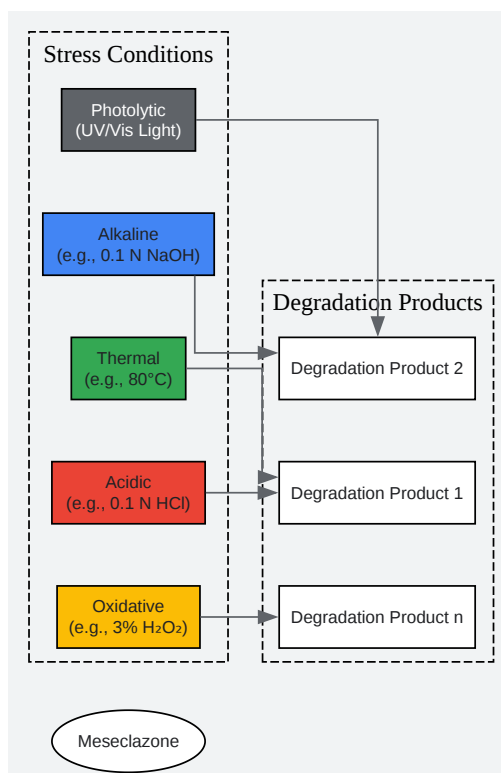 Stress Conditions
Photolytic
(UV/Vis Light)
Alkaline
(e.g., 0.1 N NaOH)
Degradation Products
Thermal
(e.g., 80°C)
Degradation Product 2
Acidic
(e.g., 0.1 N HCl)
Degradation Product 1
Oxidative
(e.g., 3% H₂O₂)
Degradation Product n
Meseclazone